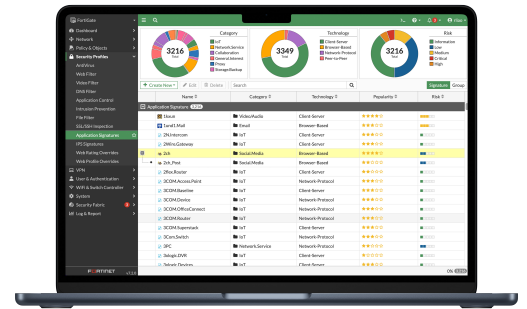 FortiGate
Dashboard
Network
Policy & Objects
Security Profiles
AntiVirus
Web Filter
Video Filter
DNS Filter
Application Control
Intrusion Prevention
File Filter
SSL/SSH Inspection
Application Signatures
IPS Signatures
Web Rating Overrides
Web Profile Overrides
VPN
User & Authentication
WiFi & Switch Controller
System
Security Fabric
Log & Report
FORTINET
Category
3216
Total
IoT
Network.Service
Collaboration
General.Interest
Proxy
Storage.Backup
Technology
3349
Total
Client-Server
Browser-Based
Network-Protocol
Peer-to-Peer
Risk
3216
Total
Information
Low
Medium
Critical
High
+ Create New Edit Delete Search Signature Group
Name Category Technology Popularity Risk
Application Signature 3216
1kxun Video/Audio Client-Server
1und1.Mail Email Browser-Based
2N.Intercom IoT Client-Server
2Wire.Gateway IoT Client-Server
2ch Social.Media Browser-Based
2ch_Post Social.Media Browser-Based
2flex.Router IoT Client-Server
3COM.Access.Point IoT Network-Protocol
3COM.Baseline IoT Client-Server
3COM.Device IoT Network-Protocol
3COM.OfficeConnect IoT Network-Protocol
3COM.Router IoT Network-Protocol
3COM.Superstack IoT Client-Server
3Com.Switch IoT Network-Protocol
3PC Network.Service Network-Protocol
3xlogic.DVR IoT Client-Server
3xlogic.Devices IoT Client-Server
0%